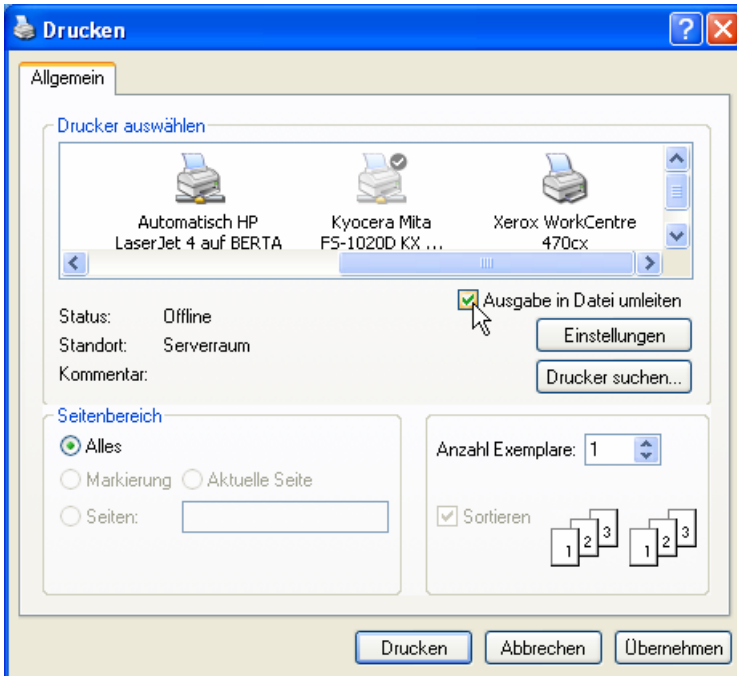 Drucken
Allgemein
Drucker auswählen
Automatisch HP
LaserJet 4 auf BERTA
Kyocera Mita
FS-1020D KX ...
Xerox WorkCentre
470cx
Ausgabe in Datei umleiten
Status: Offline
Standort: Serverraum
Kommentar:
Einstellungen
Drucker suchen...
Seitenbereich
Alles
Markierung Aktuelle Seite
Seiten:
Anzahl Exemplare: 1
Sortieren
1 2 3 1 2 3
Drucken Abbrechen Übernehmen